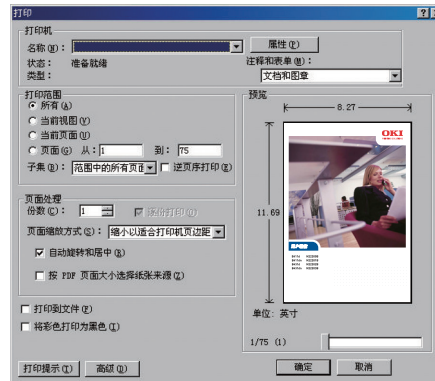 打印
打印机
名称(N):
属性(P)
状态: 准备就绪
注释和表单(M):
类型:
文档和图章
打印范围
预览
所有(A)
8.27
当前视图(V)
OKI
当前页面(U)
页面(G) 从: 1 到: 75
子集(B): 范围中的所有页面
逆页序打印(E)
页面处理
份数(C): 1
逐份打印(O)
11.69
页面缩放方式(S): 缩小以适合打印机页边距
自动旋转和居中(R)
按 PDF 页面大小选择纸张来源(Z)
单位: 英寸
打印到文件(F)
将彩色打印为黑色(I)
1/75 (1)
打印提示(T)
高级(D)
确定
取消